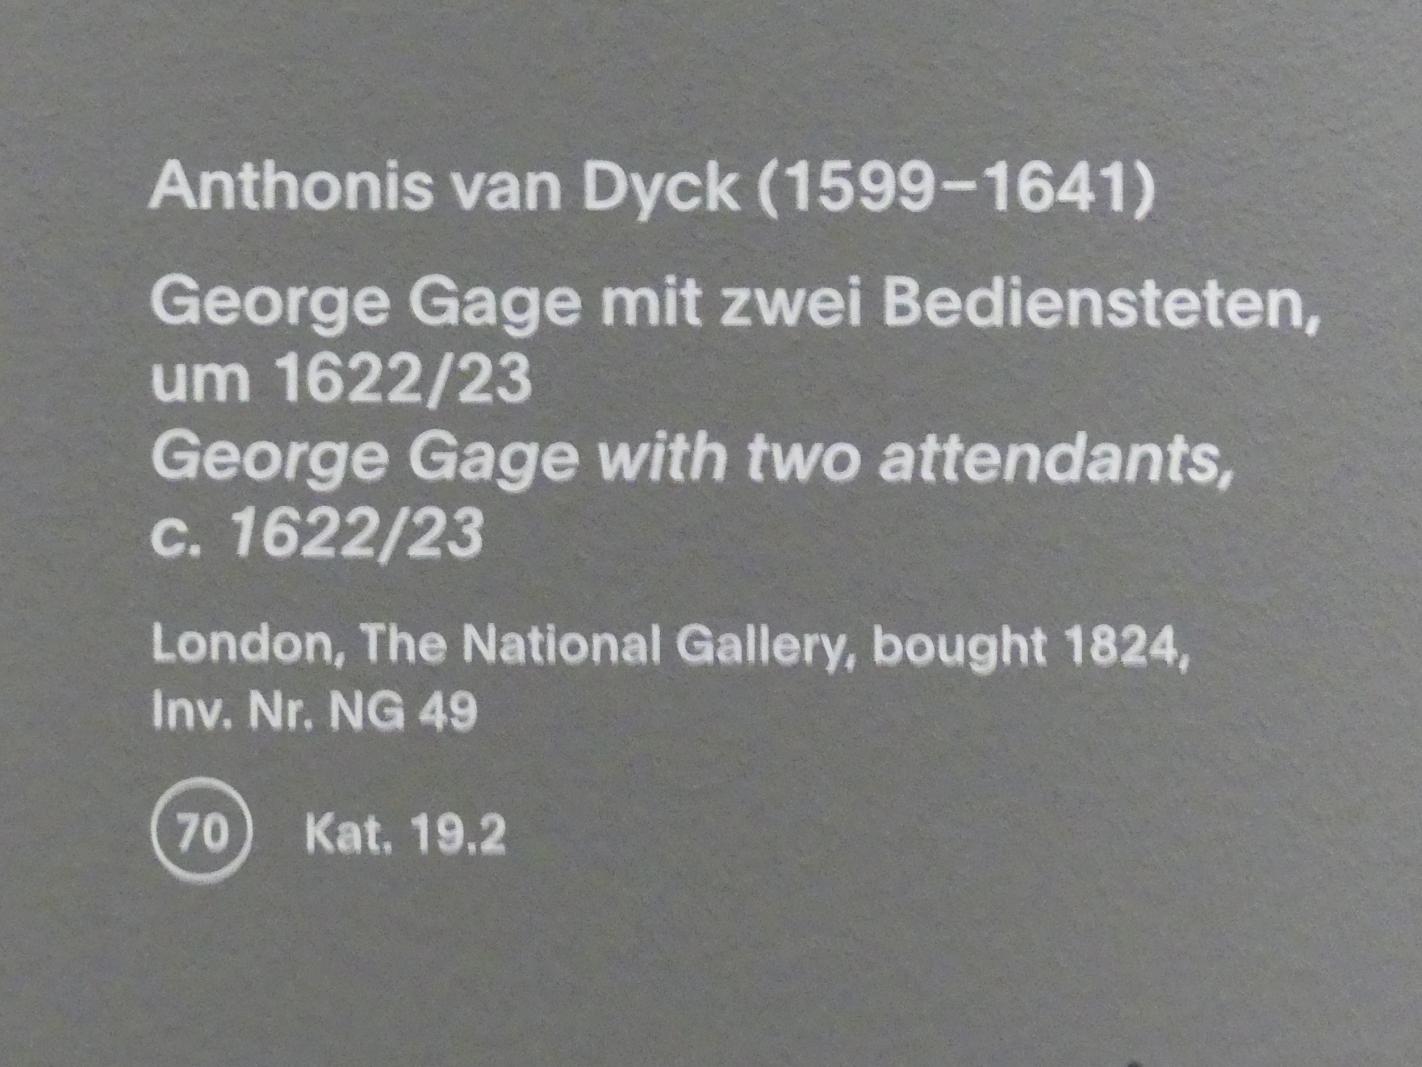 Anthonis van Dyck (1599–1641)
George Gage mit zwei Bediensteten,
um 1622/23
George Gage with two attendants,
c. 1622/23
London, The National Gallery, bought 1824,
Inv. Nr. NG 49
70 Kat. 19.2